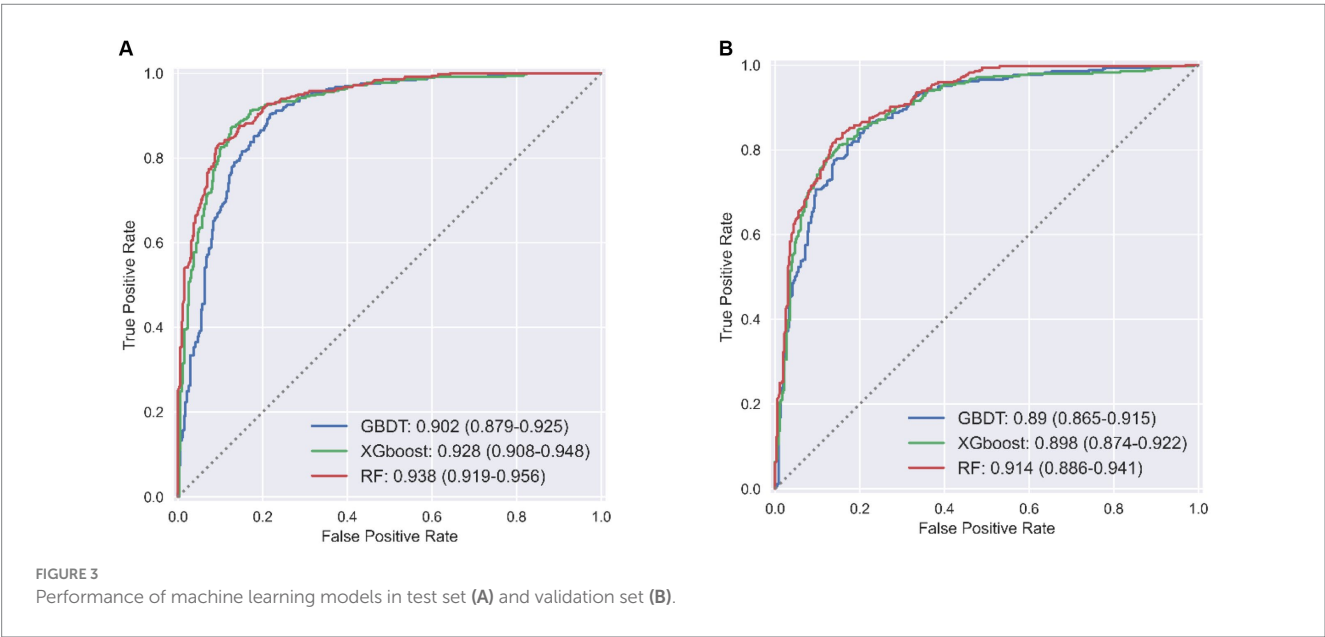 A
1.0
0.8
0.6
0.4
0.2
0.0
True Positive Rate
GBDT: 0.902 (0.879-0.925)
XGboost: 0.928 (0.908-0.948)
RF: 0.938 (0.919-0.956)
0.0 0.2 0.4 0.6 0.8 1.0
False Positive Rate
B
1.0
0.8
0.6
0.4
0.2
0.0
True Positive Rate
GBDT: 0.89 (0.865-0.915)
XGboost: 0.898 (0.874-0.922)
RF: 0.914 (0.886-0.941)
0.0 0.2 0.4 0.6 0.8 1.0
False Positive Rate
FIGURE 3
Performance of machine learning models in test set (A) and validation set (B).